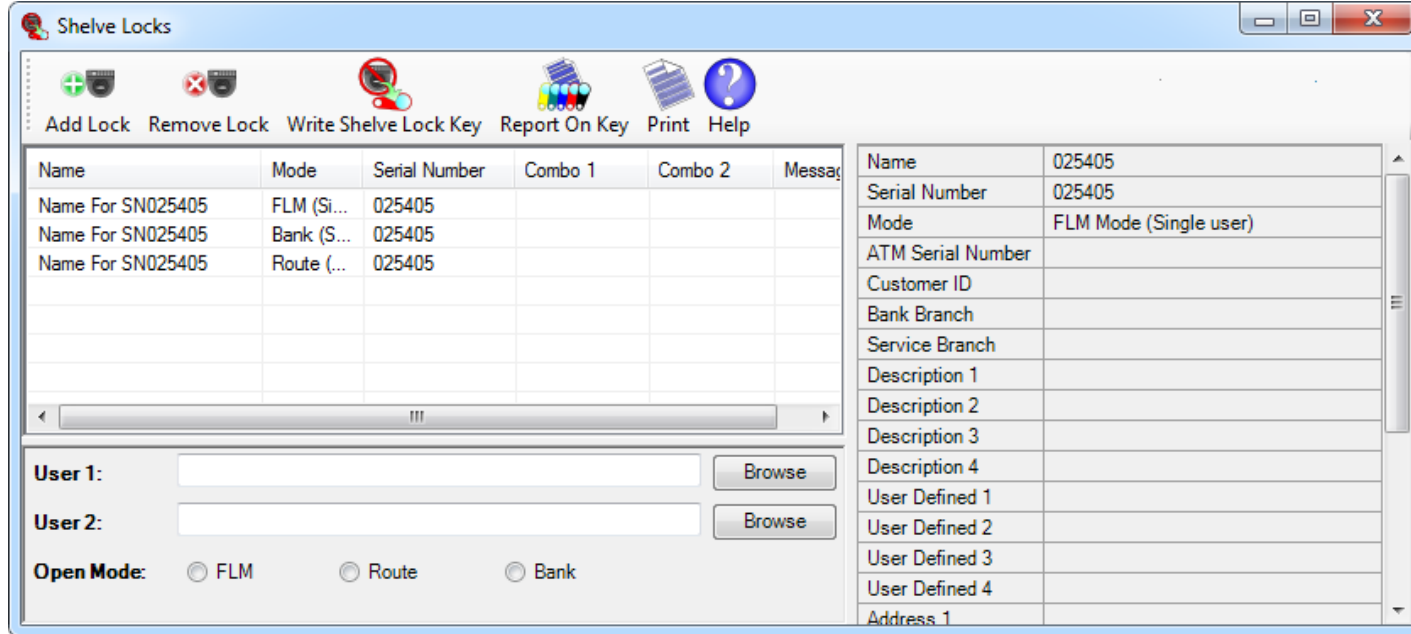 Shelve Locks
Add Lock Remove Lock Write Shelve Lock Key Report On Key Print Help
Name Mode Serial Number Combo 1 Combo 2 Messag
Name For SN025405 FLM (Si... 025405
Name For SN025405 Bank (S... 025405
Name For SN025405 Route (... 025405
User 1: Browse
User 2: Browse
Open Mode: FLM Route Bank
Name 025405
Serial Number 025405
Mode FLM Mode (Single user)
ATM Serial Number
Customer ID
Bank Branch
Service Branch
Description 1
Description 2
Description 3
Description 4
User Defined 1
User Defined 2
User Defined 3
User Defined 4
Address 1